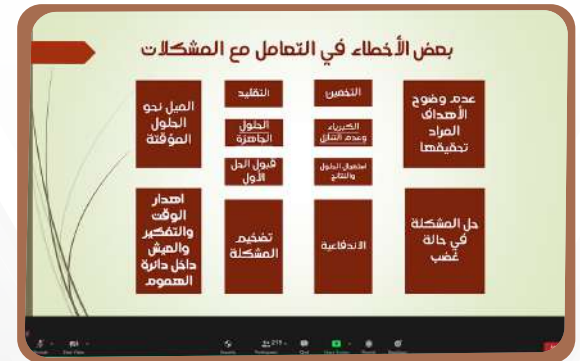 بعض الأخطاء في التعامل مع المشكلات
عدم وضوح
الأهداف
المراد
تحقيقها
التخمين
التقليد
الميل نحو
الحلول
المؤقتة
الكبرياء
الحلول
الجاهزة
استعجال الحلول
والنتائج
قبول الحل
الأول
حل المشكلة
في حالة
غضب
الاندفاعية
تضخيم
المشكلة
اهدار
الوقت
والتفكير
والعيش
داخل دائرة
الهموم